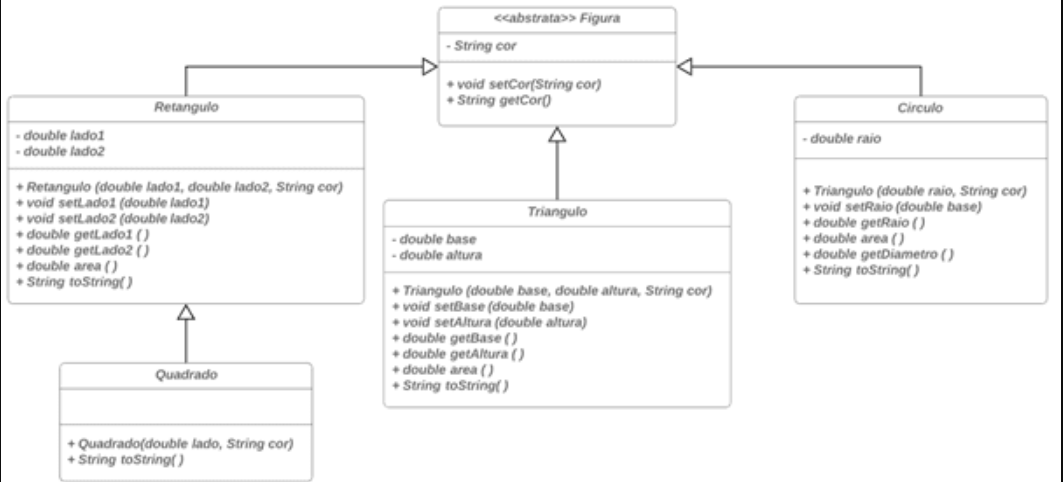 <<abstrata>> Figura
- String cor
+ void setCor(String cor)
+ String getCor()
Retangulo
- double lado1
- double lado2
+ Retangulo (double lado1, double lado2, String cor)
+ void setLado1 (double lado1)
+ void setLado2 (double lado2)
+ double getLado1 ( )
+ double getLado2 ( )
+ double area ( )
+ String toString( )
Triangulo
- double base
- double altura
+ Triangulo (double base, double altura, String cor)
+ void setBase (double base)
+ void setAltura (double altura)
+ double getBase ( )
+ double getAltura ( )
+ double area ( )
+ String toString( )
Circulo
- double raio
+ Triangulo (double raio, String cor)
+ void setRaio (double base)
+ double getRaio ( )
+ double area ( )
+ double getDiametro ( )
+ String toString( )
Quadrado
+ Quadrado(double lado, String cor)
+ String toString( )